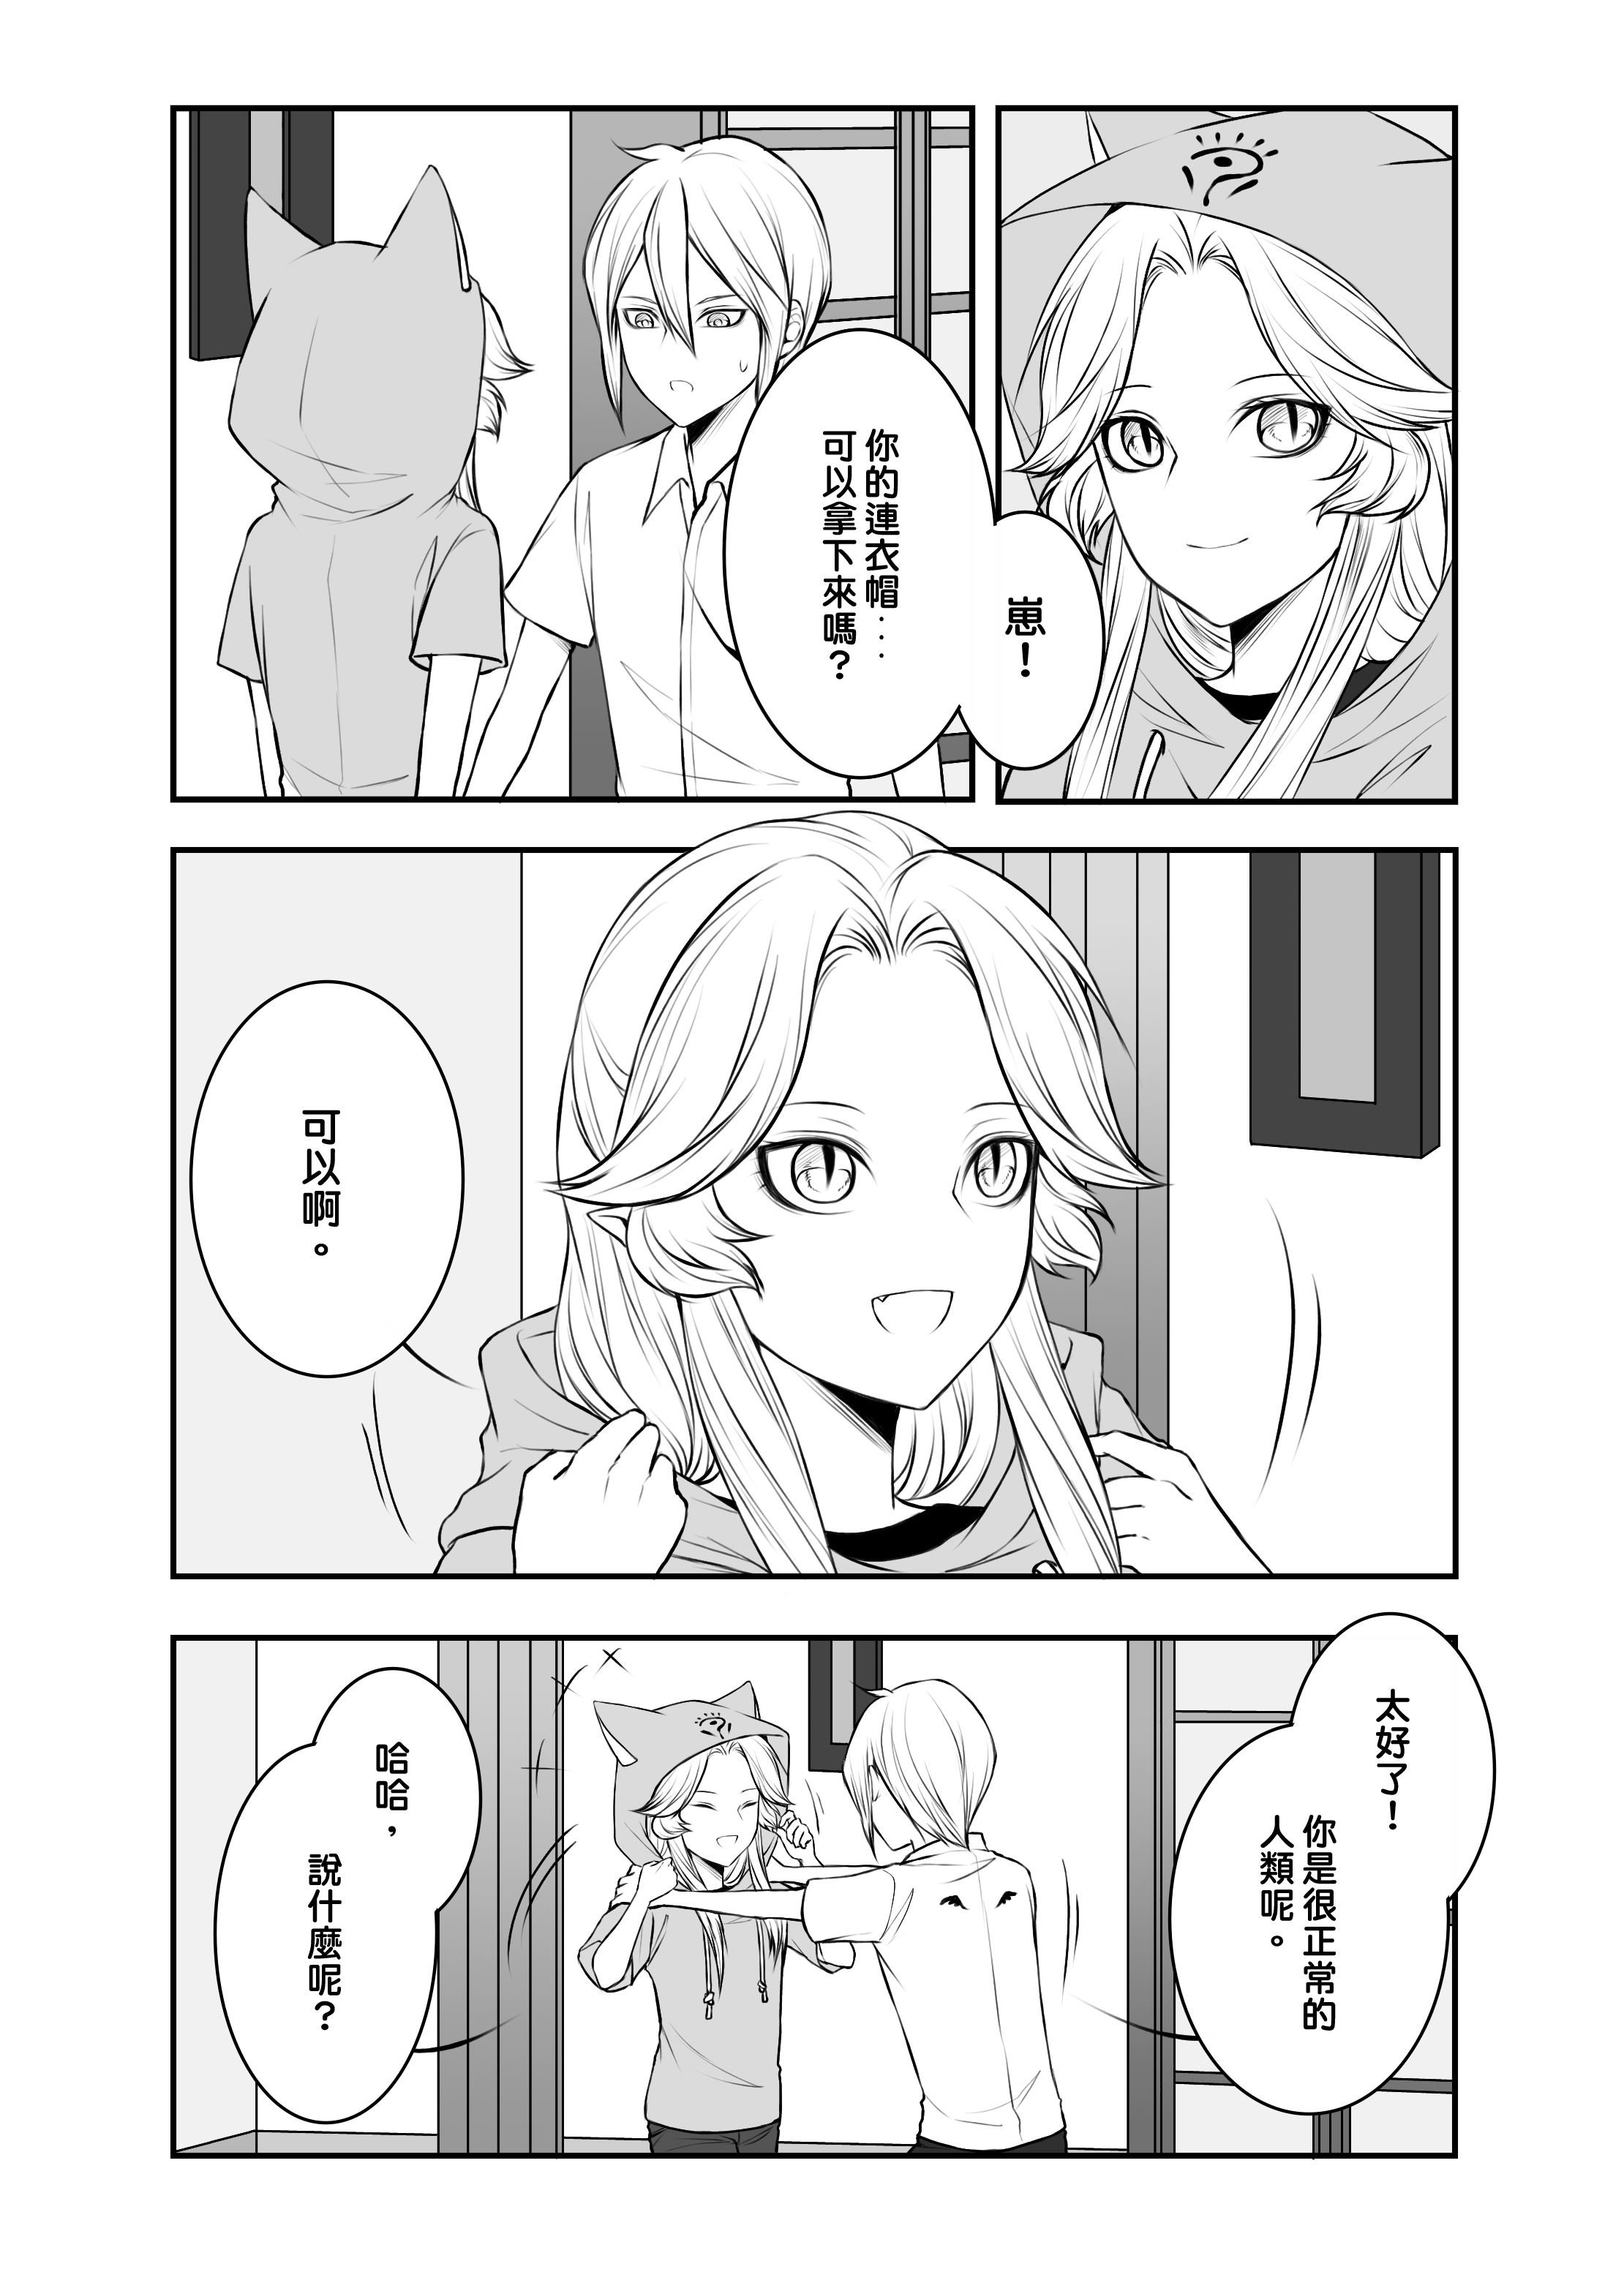 崽！
你的連衣帽⋯⋯
可以拿下來嗎？
可以啊。
太好了！
你是很正常的
人類呢。
哈哈，
說什麼呢？